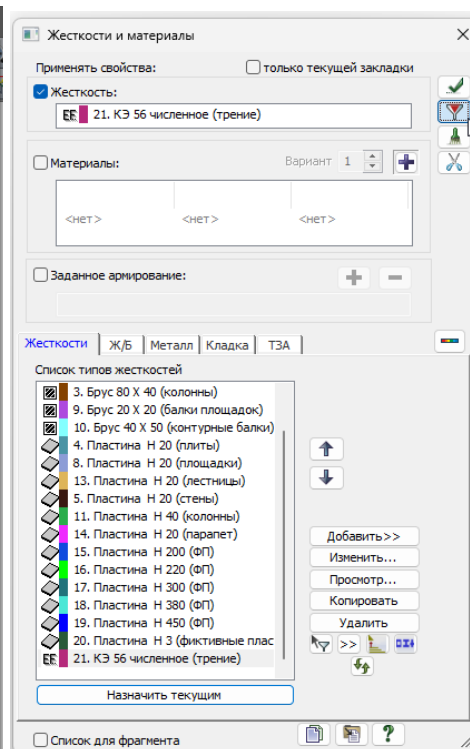 Жесткости и материалы
Применять свойства:
только текущей закладки
Жесткость:
21. КЭ 56 численное (трение)
Материалы:
Вариант 1
<нет> <нет> <нет>
Заданное армирование:
Жесткости Ж/Б Металл Кладка ТЗА
Список типов жесткостей
3. Брус 80 X 40 (колонны)
9. Брус 20 X 20 (балки площадок)
10. Брус 40 X 50 (контурные балки)
4. Пластина Н 20 (плиты)
8. Пластина Н 20 (площадки)
13. Пластина Н 20 (лестницы)
5. Пластина Н 20 (стены)
11. Пластина Н 40 (колонны)
14. Пластина Н 20 (парапет)
15. Пластина Н 200 (ФП)
16. Пластина Н 220 (ФП)
17. Пластина Н 300 (ФП)
18. Пластина Н 380 (ФП)
19. Пластина Н 450 (ФП)
20. Пластина Н 3 (фиктивные плас
21. КЭ 56 численное (трение)
Добавить>>
Изменить...
Просмотр...
Копировать
Удалить
>>
Назначить текущим
Список для фрагмента
?